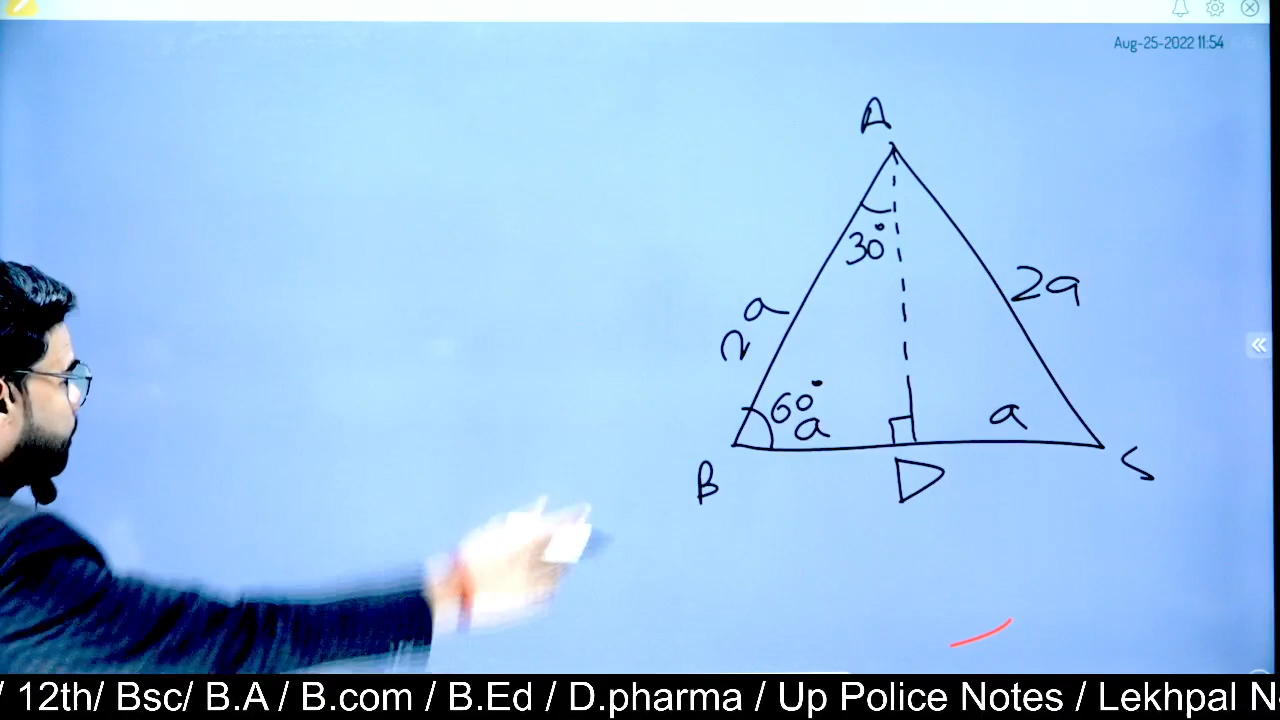 Aug-25-2022 11:54
A
30°
2a
2a
60°
a
a
B
D
C
/ 12th/ Bsc/ B.A / B.com / B.Ed / D.pharma / Up Police Notes / Lekhpal N